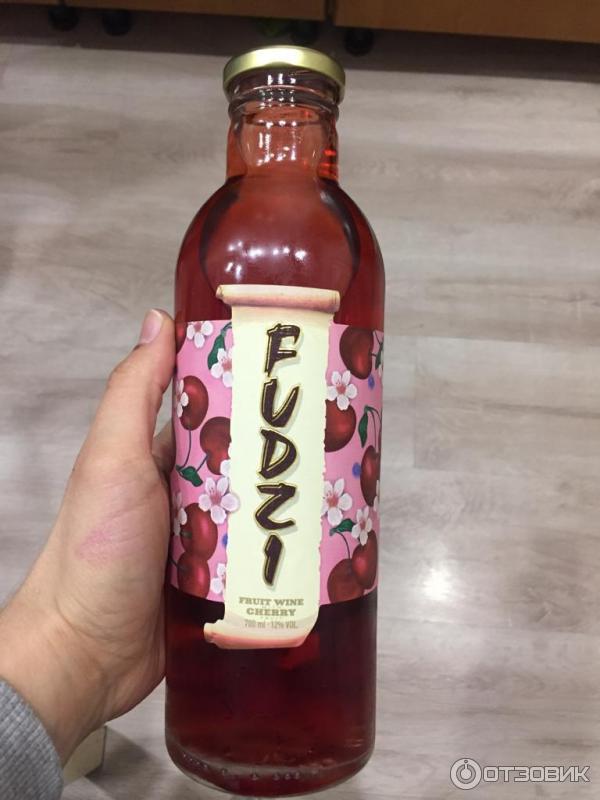 FUDZI
FRUIT WINE
CHERRY
700 ml · 12% VOL.
ОТЗОВИК